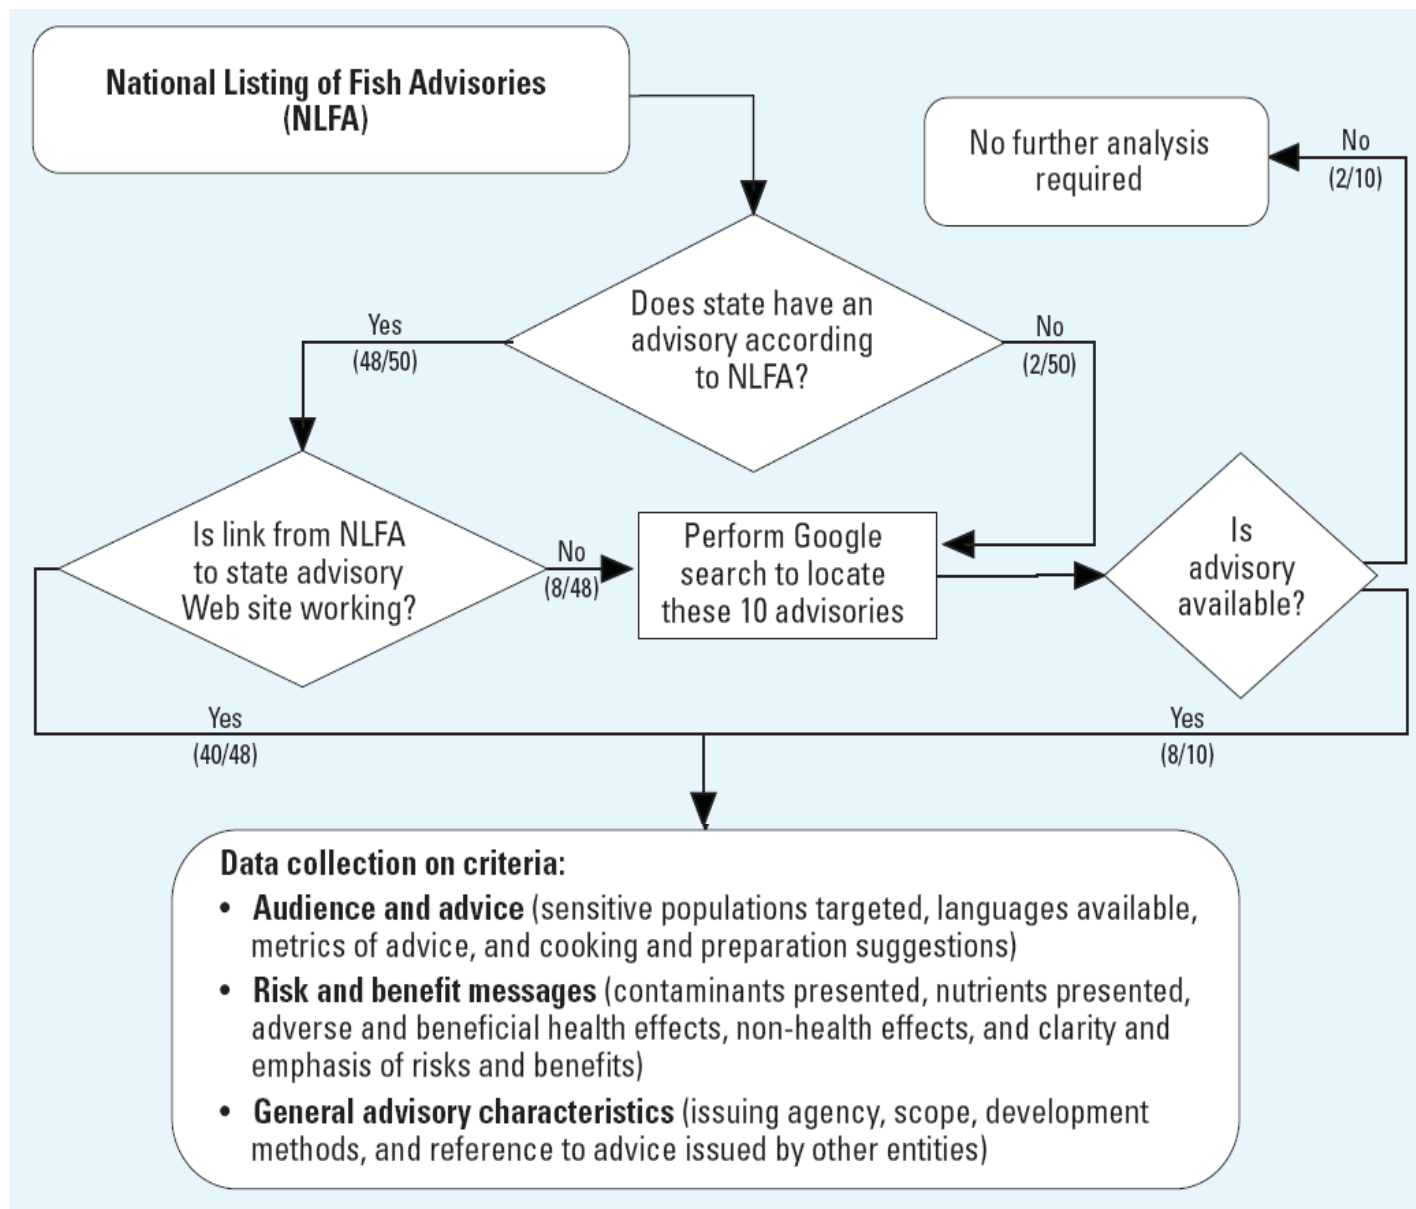 National Listing of Fish Advisories
(NLFA)
No further analysis
required
No
(2/10)
Does state have an
advisory according
to NLFA?
Yes
(48/50)
No
(2/50)
Is link from NLFA
to state advisory
Web site working?
No
(8/48)
Perform Google
search to locate
these 10 advisories
Is
advisory
available?
Yes
(40/48)
Yes
(8/10)
Data collection on criteria:
• Audience and advice (sensitive populations targeted, languages available,
metrics of advice, and cooking and preparation suggestions)
• Risk and benefit messages (contaminants presented, nutrients presented,
adverse and beneficial health effects, non-health effects, and clarity and
emphasis of risks and benefits)
• General advisory characteristics (issuing agency, scope, development
methods, and reference to advice issued by other entities)